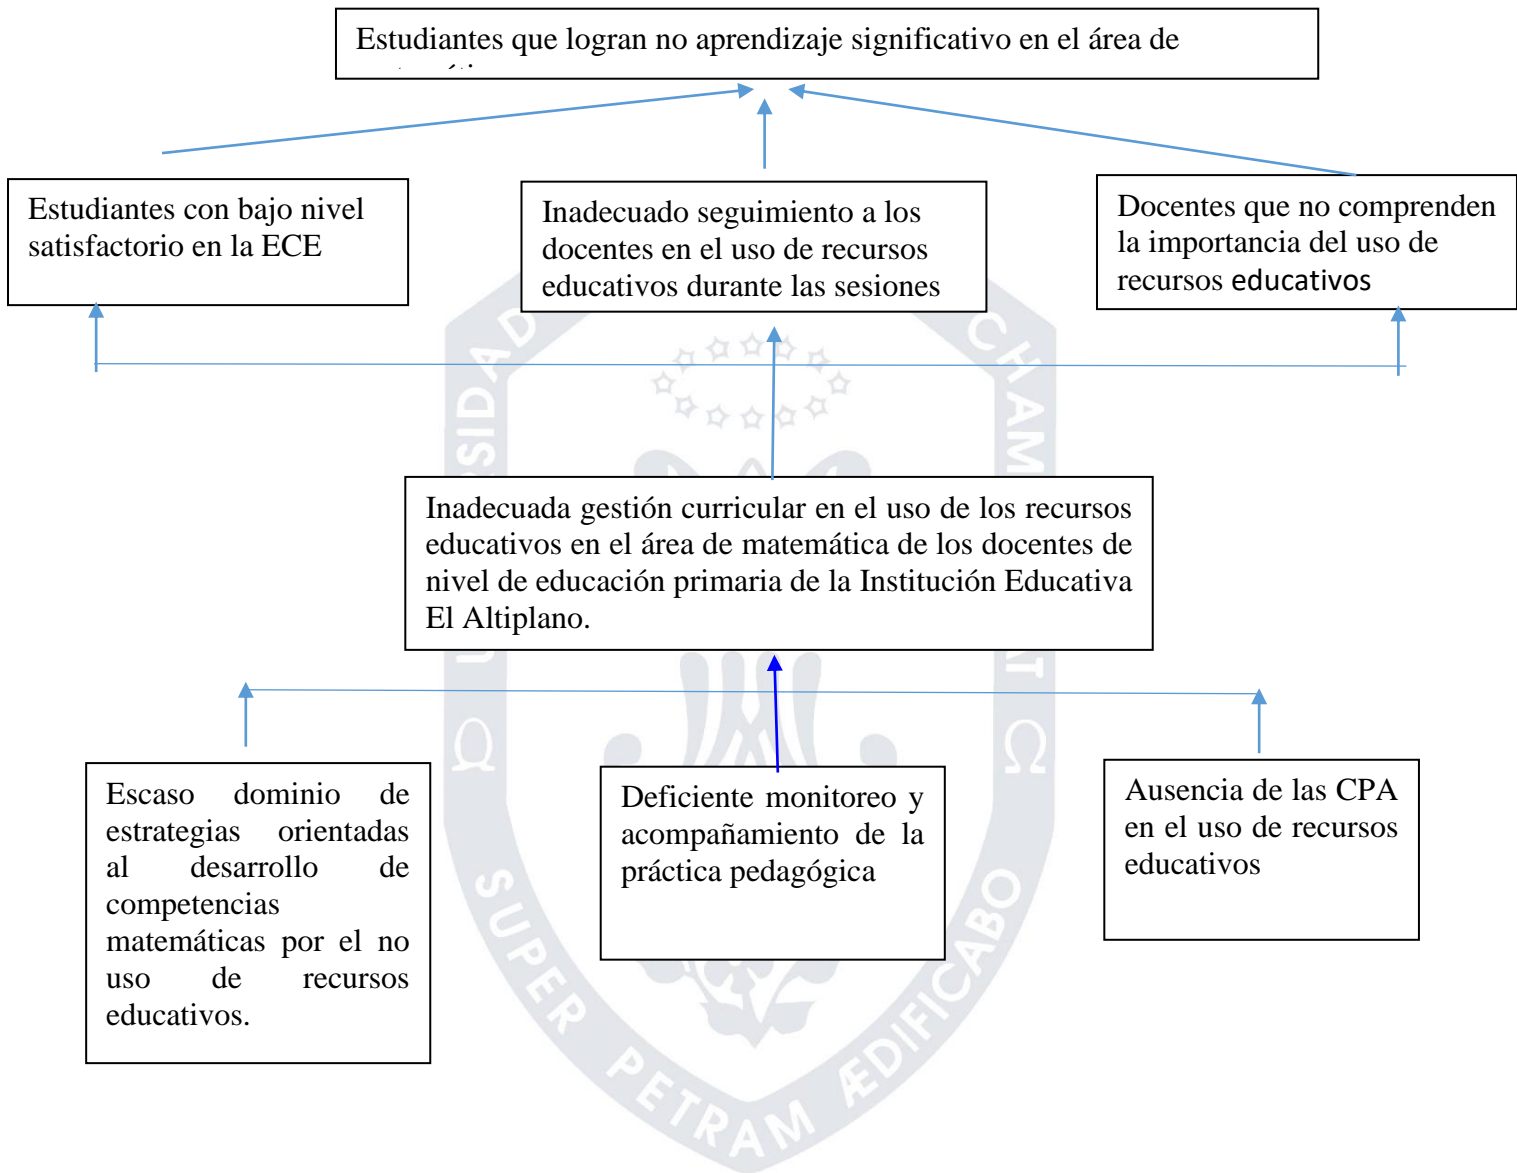 Estudiantes que logran no aprendizaje significativo en el área de
Estudiantes con bajo nivel
satisfactorio en la ECE
Inadecuado seguimiento a los
docentes en el uso de recursos
educativos durante las sesiones
Docentes que no comprenden
la importancia del uso de
recursos educativos
Inadecuada gestión curricular en el uso de los recursos
educativos en el área de matemática de los docentes de
nivel de educación primaria de la Institución Educativa
El Altiplano.
Escaso dominio de
estrategias orientadas
al desarrollo de
competencias
matemáticas por el no
uso de recursos
educativos.
Deficiente monitoreo y
acompañamiento de la
práctica pedagógica
Ausencia de las CPA
en el uso de recursos
educativos
SUPER PETRAM ÆDIFICABO